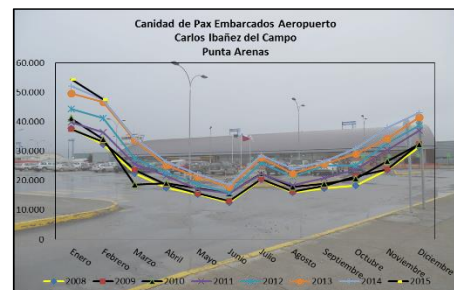 Canidad de Pax Embarcados Aeropuerto
Carlos Ibañez del Campo
Punta Arenas
60.000
50.000
40.000
30.000
20.000
10.000
0
Enero
Febrero
Marzo
Abril
Mayo
Junio
Julio
Agosto
Septiembre
Octubre
Noviembre
Diciembre
2008
2009
2010
2011
2012
2013
2014
2015